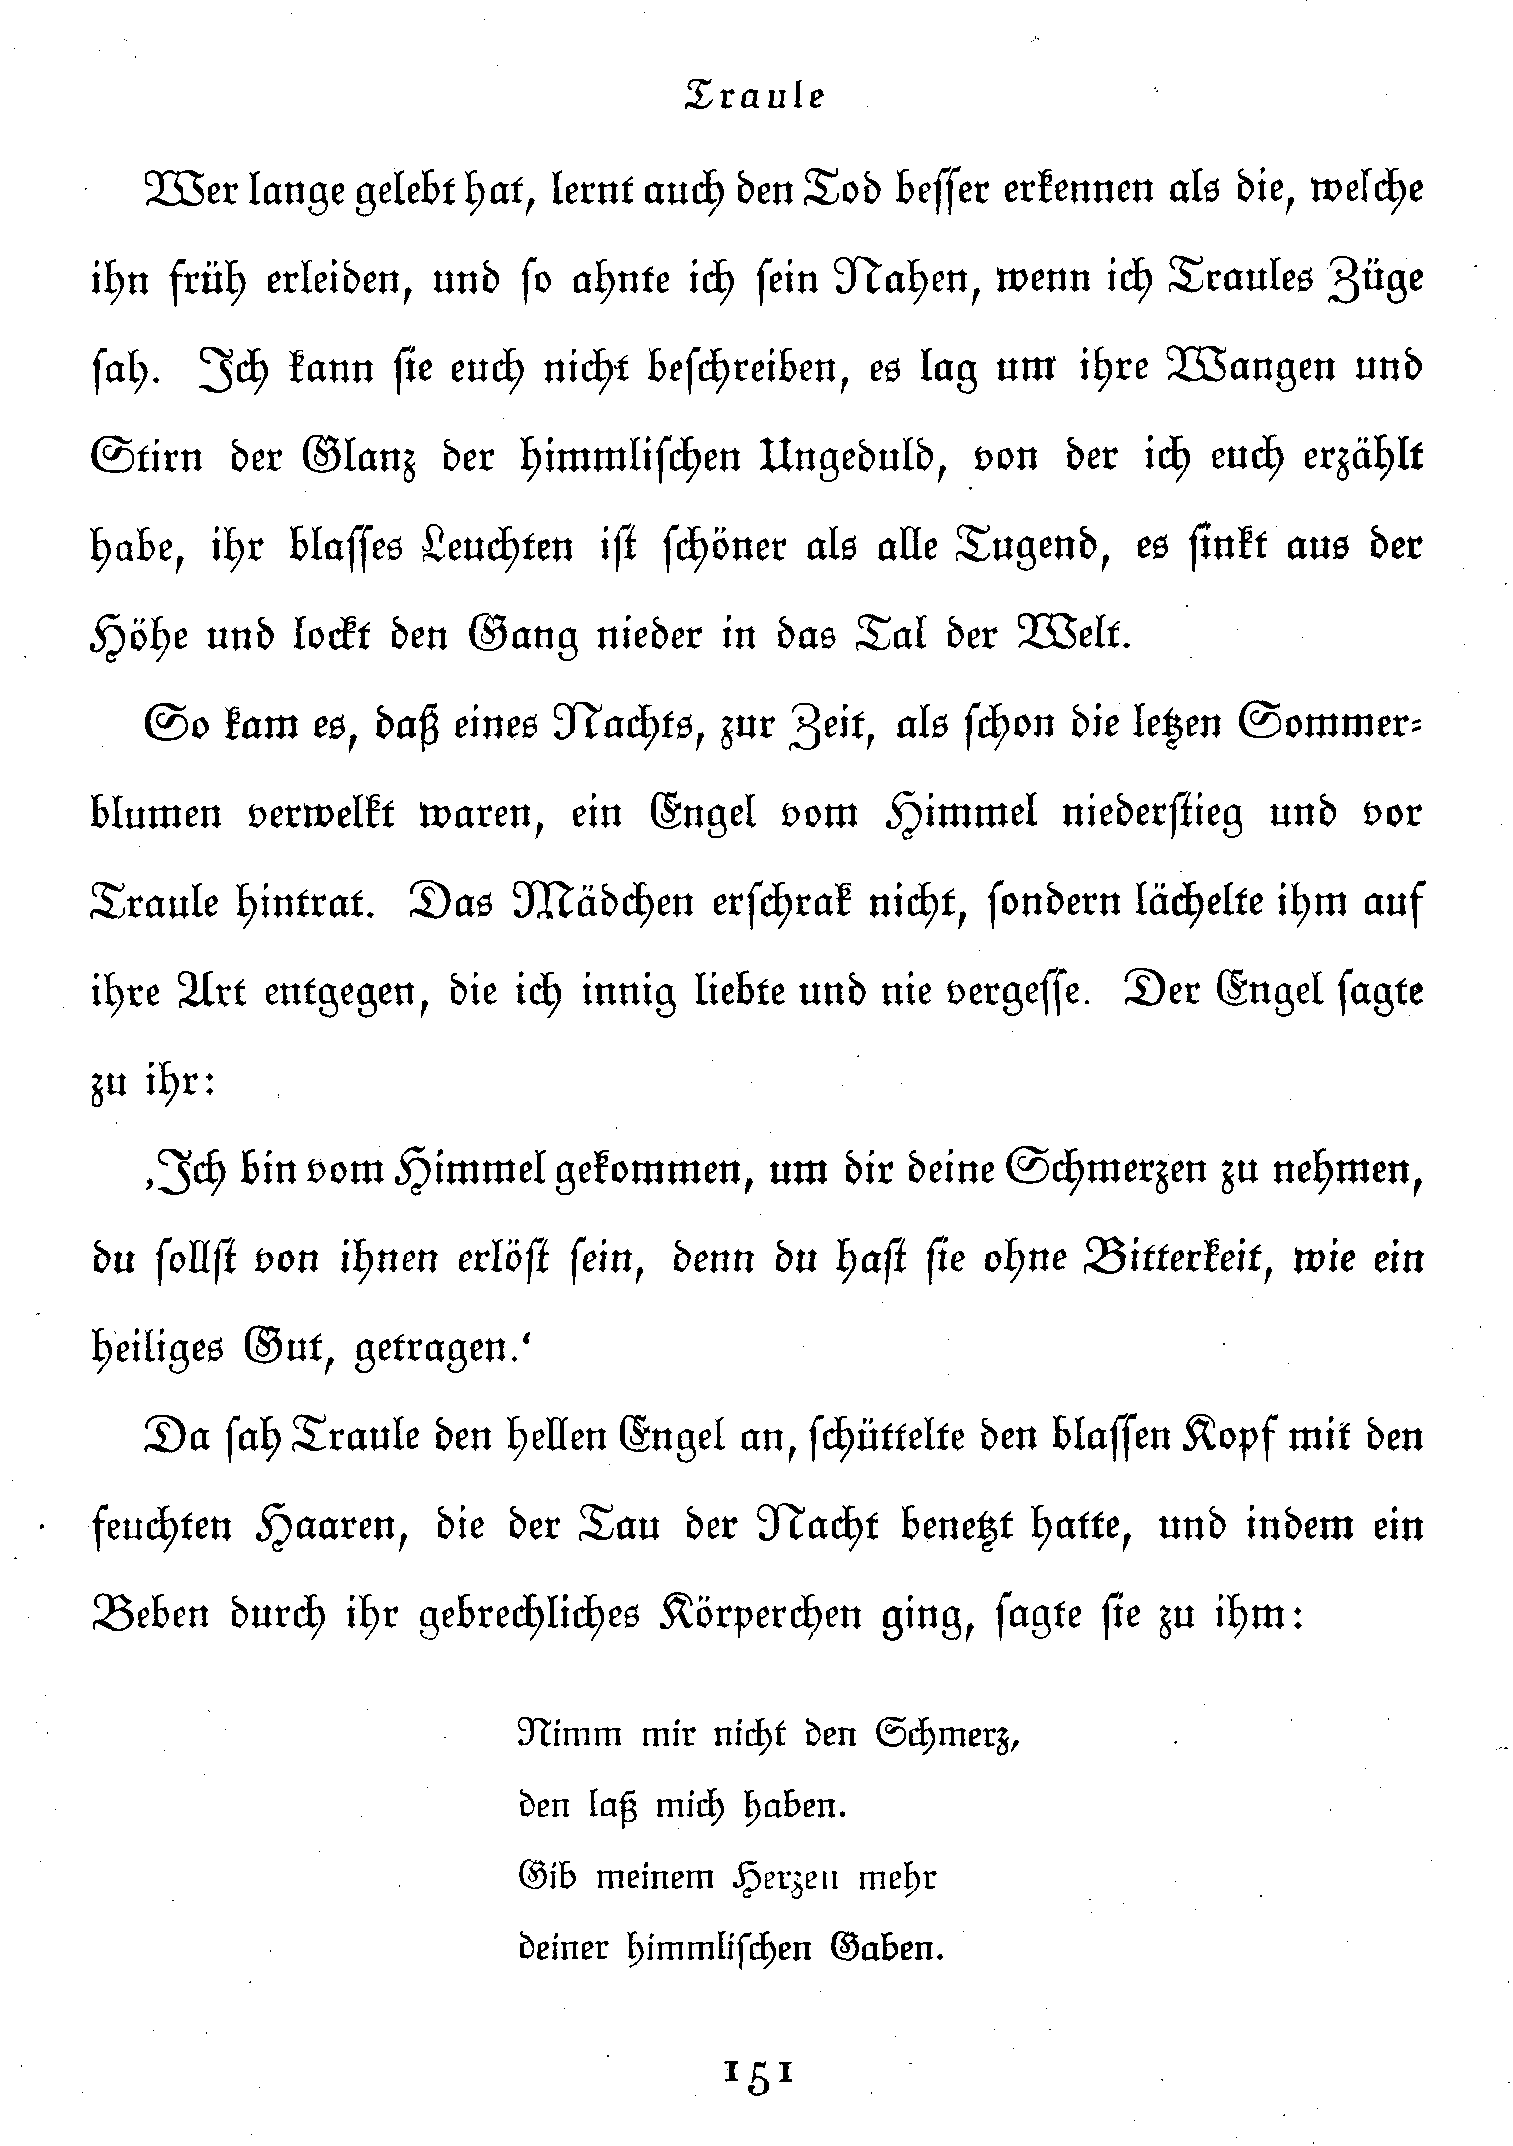 Traule
Wer lange gelebt hat, lernt auch den Tod besser erkennen als die, welche
ihn früh erleiden, und so ahnte ich sein Nahen, wenn ich Traules Züge
sah. Ich kann sie euch nicht beschreiben, es lag um ihre Wangen und
Stirn der Glanz der himmlischen Ungeduld, von der ich euch erzählt
habe, ihr blasses Leuchten ist schöner als alle Tugend, es sinkt aus der
Höhe und lockt den Gang nieder in das Tal der Welt.
So kam es, daß eines Nachts, zur Zeit, als schon die letzen Sommer-
blumen verwelkt waren, ein Engel vom Himmel niederstieg und vor
Traule hintrat. Das Mädchen erschrak nicht, sondern lächelte ihm auf
ihre Art entgegen, die ich innig liebte und nie vergesse. Der Engel sagte
zu ihr:
‚Ich bin vom Himmel gekommen, um dir deine Schmerzen zu nehmen,
du sollst von ihnen erlöst sein, denn du hast sie ohne Bitterkeit, wie ein
heiliges Gut, getragen.‘
Da sah Traule den hellen Engel an, schüttelte den blassen Kopf mit den
feuchten Haaren, die der Tau der Nacht benetzt hatte, und indem ein
Beben durch ihr gebrechliches Körperchen ging, sagte sie zu ihm:
Nimm mir nicht den Schmerz,
den laß mich haben.
Gib meinem Herzen mehr
deiner himmlischen Gaben.
151